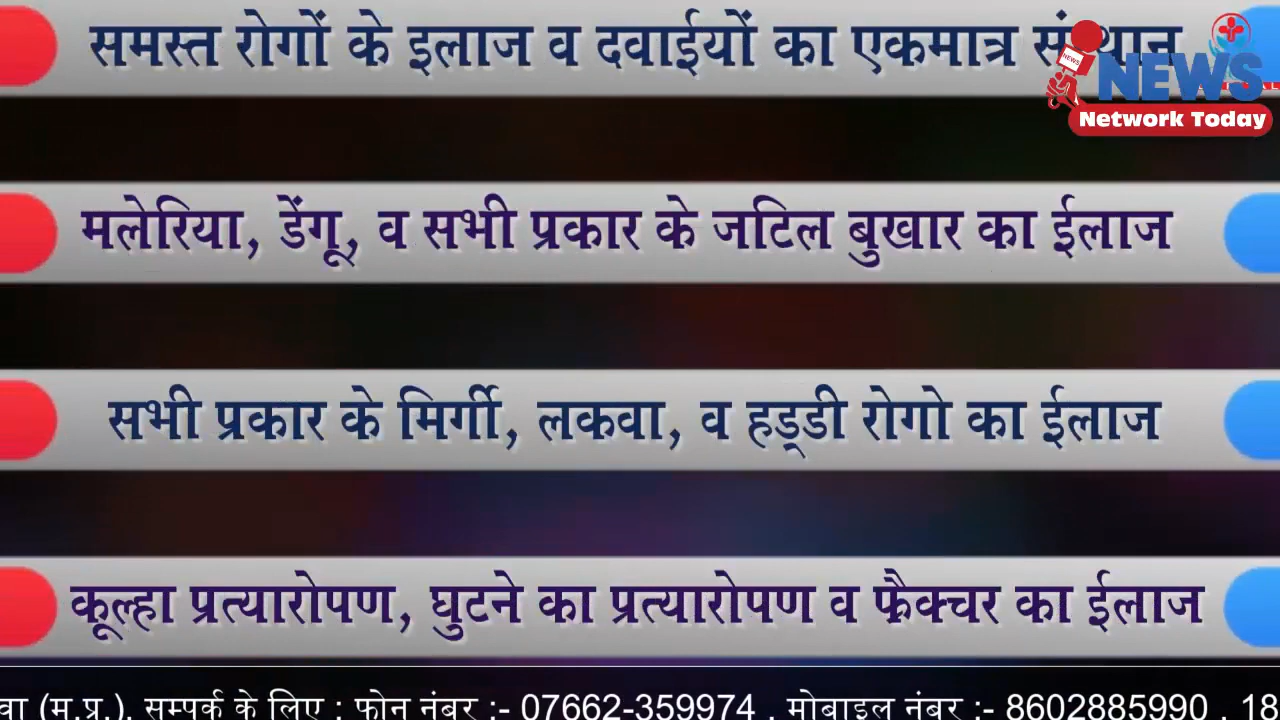 समस्त रोगों के इलाज व दवाईयों का एकमात्र संस्थान
NEWS
NEWS
Network Today
मलेरिया, डेंगू, व सभी प्रकार के जटिल बुखार का ईलाज
सभी प्रकार के मिर्गी, लकवा, व हड्डी रोगो का ईलाज
कूल्हा प्रत्यारोपण, घुटने का प्रत्यारोपण व फ्रैक्चर का ईलाज
वा (म.प्र.), सम्पर्क के लिए : फोन नंबर :- 07662-359974 , मोबाइल नंबर :- 8602885990 , 18